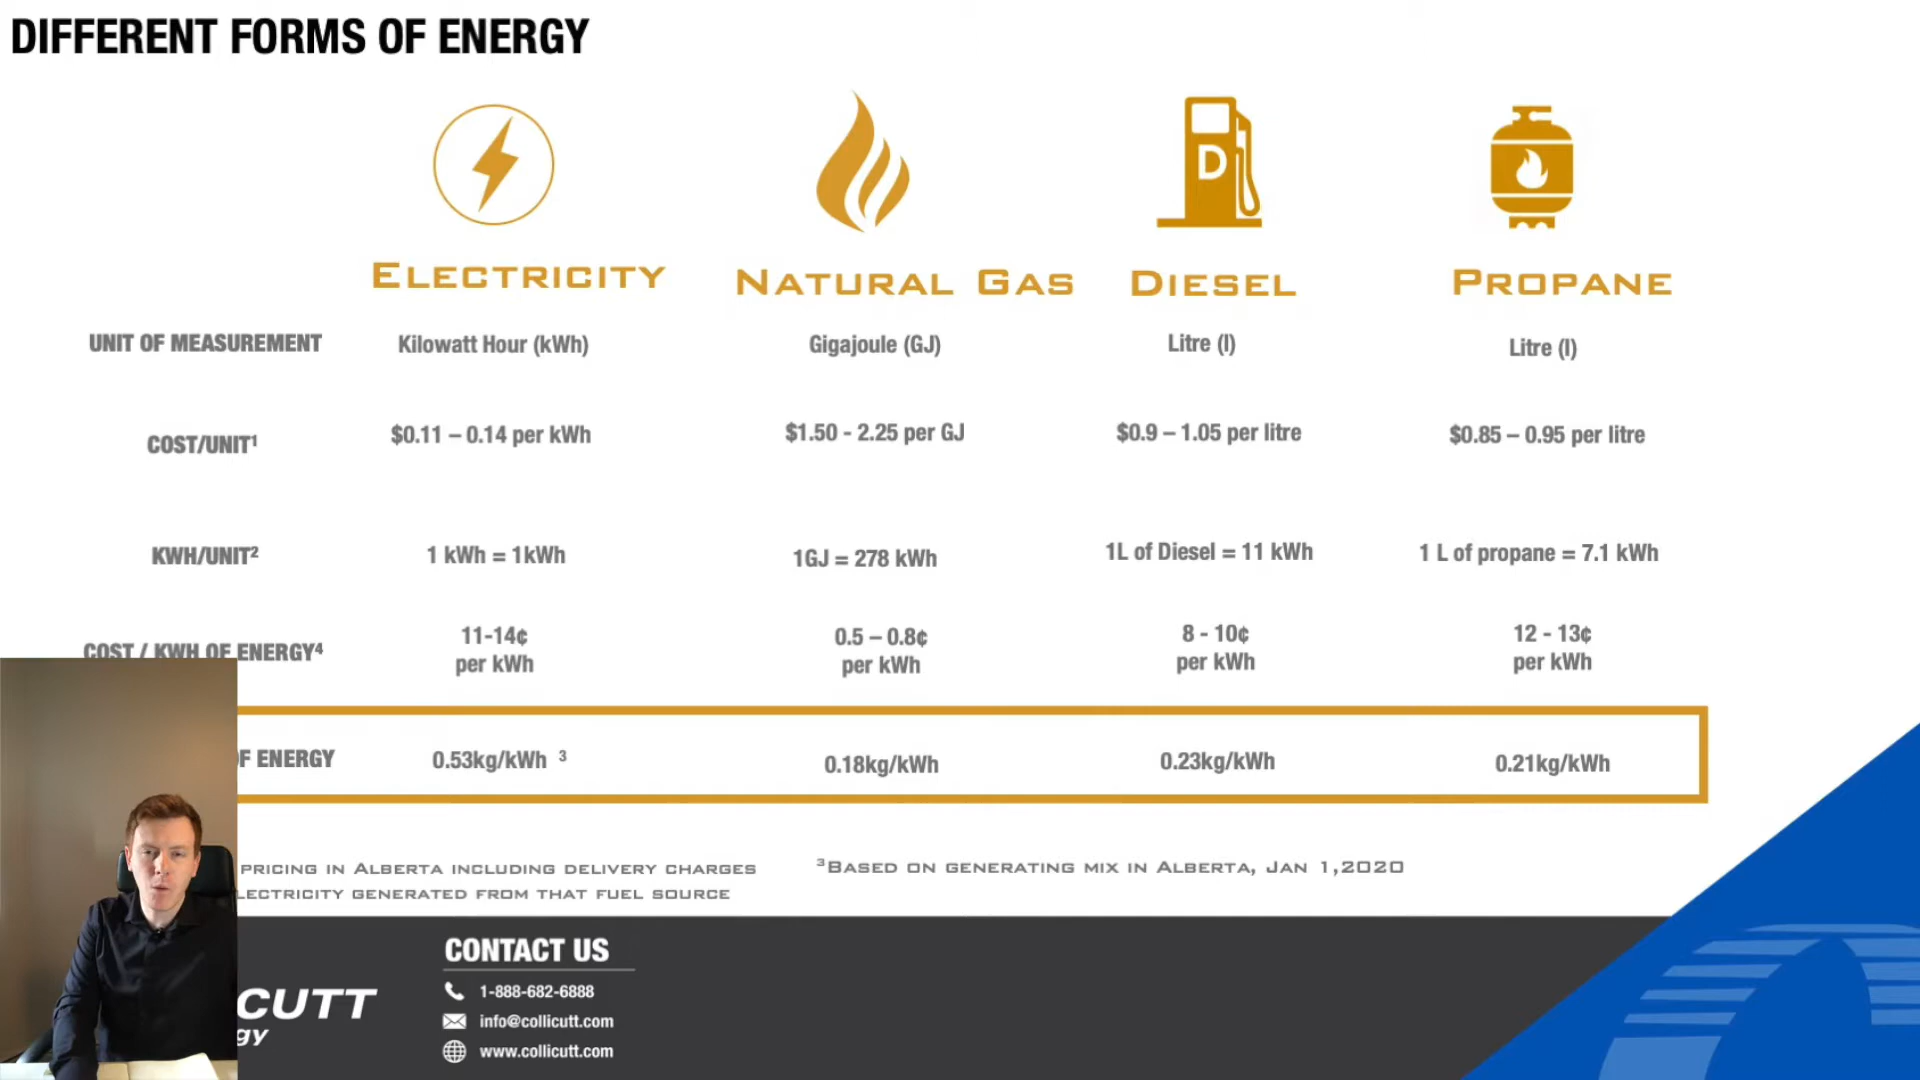 DIFFERENT FORMS OF ENERGY
D
ELECTRICITY
NATURAL GAS
DIESEL
PROPANE
UNIT OF MEASUREMENT
Kilowatt Hour (kWh)
Gigajoule (GJ)
Litre (l)
Litre (l)
COST/UNIT¹
$0.11 – 0.14 per kWh
$1.50 - 2.25 per GJ
$0.9 – 1.05 per litre
$0.85 – 0.95 per litre
KWH/UNIT²
1 kWh = 1kWh
1GJ = 278 kWh
1L of Diesel = 11 kWh
1 L of propane = 7.1 kWh
COST / KWH OF ENERGY⁴
11-14¢
per kWh
0.5 – 0.8¢
per kWh
8 - 10¢
per kWh
12 - 13¢
per kWh
OF ENERGY
0.53kg/kWh ³
0.18kg/kWh
0.23kg/kWh
0.21kg/kWh
PRICING IN ALBERTA INCLUDING DELIVERY CHARGES
LECTRICITY GENERATED FROM THAT FUEL SOURCE
³BASED ON GENERATING MIX IN ALBERTA, JAN 1,2020
CUTT
gy
CONTACT US
1-888-682-6888
info@collicutt.com
www.collicutt.com